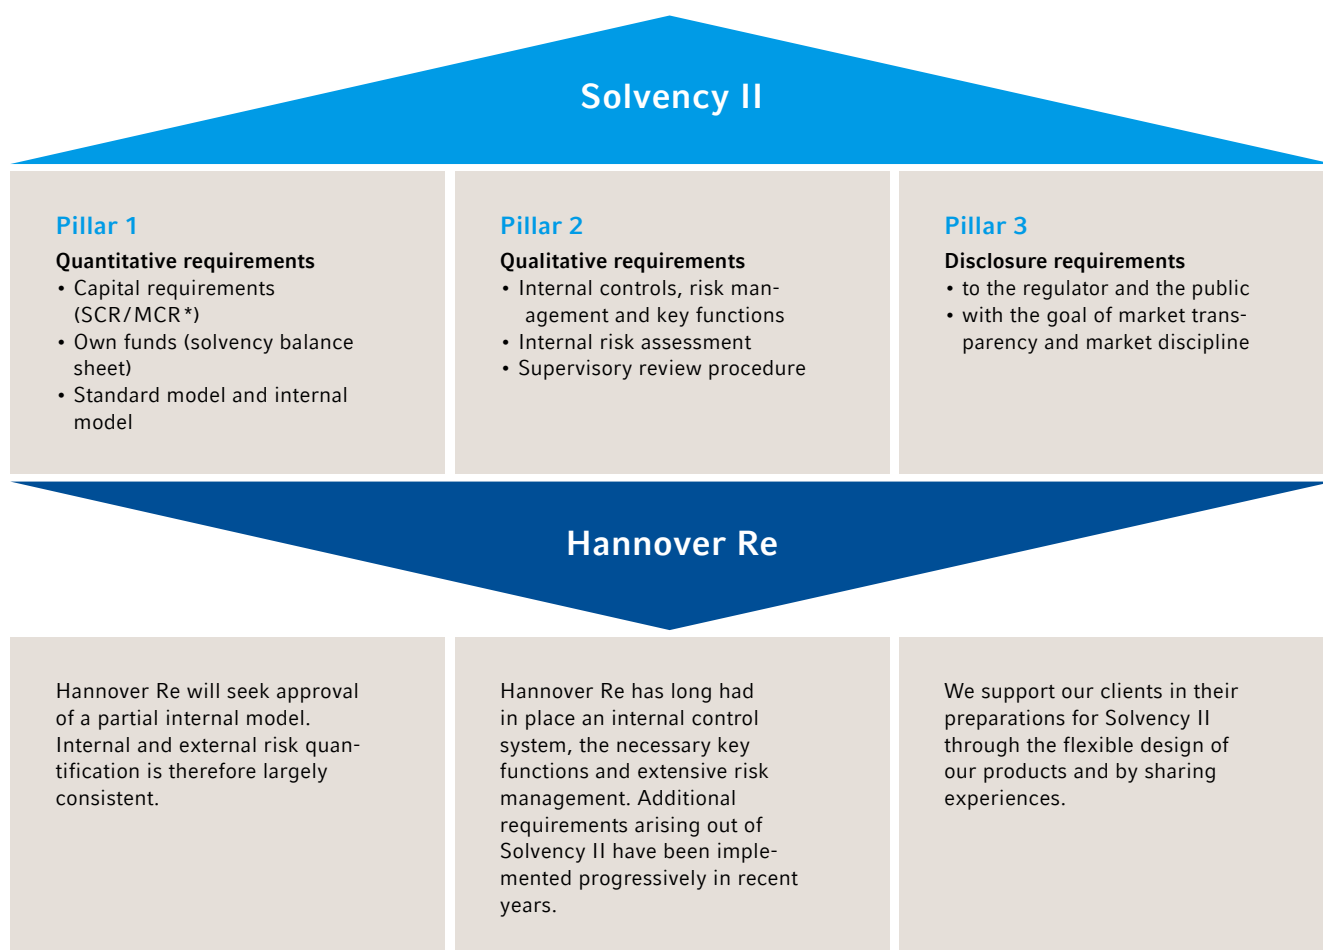 Solvency II
Pillar 1
Quantitative requirements
• Capital requirements
(SCR/MCR*)
• Own funds (solvency balance
sheet)
• Standard model and internal
model
Pillar 2
Qualitative requirements
• Internal controls, risk man-
agement and key functions
• Internal risk assessment
• Supervisory review procedure
Pillar 3
Disclosure requirements
• to the regulator and the public
• with the goal of market trans-
parency and market discipline
Hannover Re
Hannover Re will seek approval
of a partial internal model.
Internal and external risk quan-
tification is therefore largely
consistent.
Hannover Re has long had
in place an internal control
system, the necessary key
functions and extensive risk
management. Additional
requirements arising out of
Solvency II have been imple-
mented progressively in recent
years.
We support our clients in their
preparations for Solvency II
through the flexible design of
our products and by sharing
experiences.